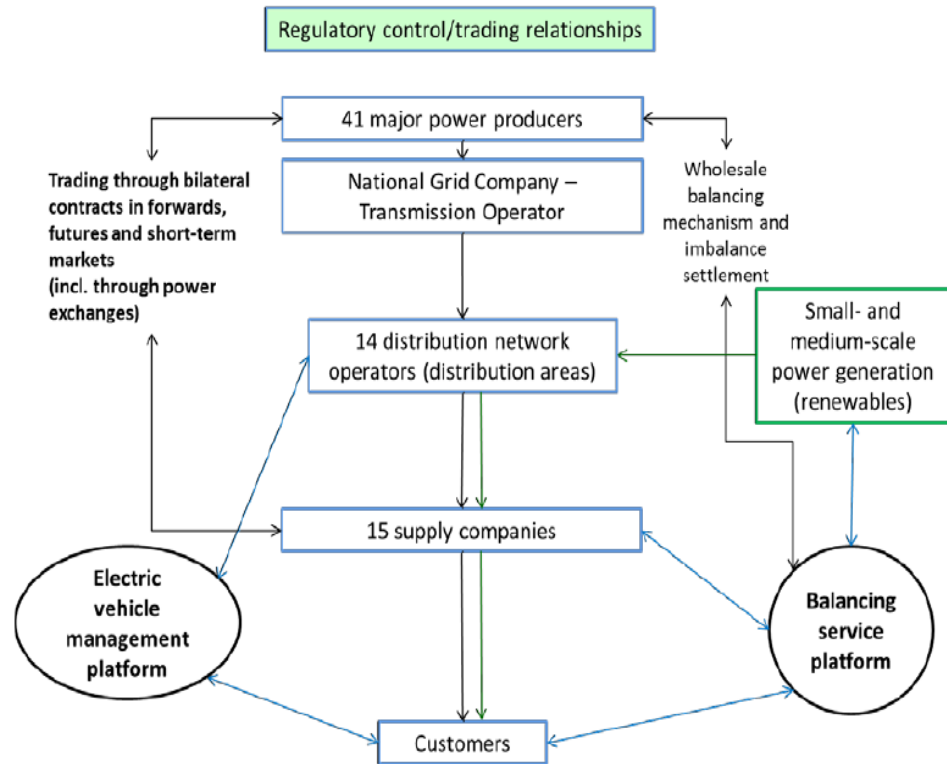 Regulatory control/trading relationships
41 major power producers
Trading through bilateral
contracts in forwards,
futures and short-term
markets
(incl. through power
exchanges)
National Grid Company –
Transmission Operator
Wholesale
balancing
mechanism and
imbalance
settlement
14 distribution network
operators (distribution areas)
Small- and
medium-scale
power generation
(renewables)
15 supply companies
Electric
vehicle
management
platform
Balancing
service
platform
Customers